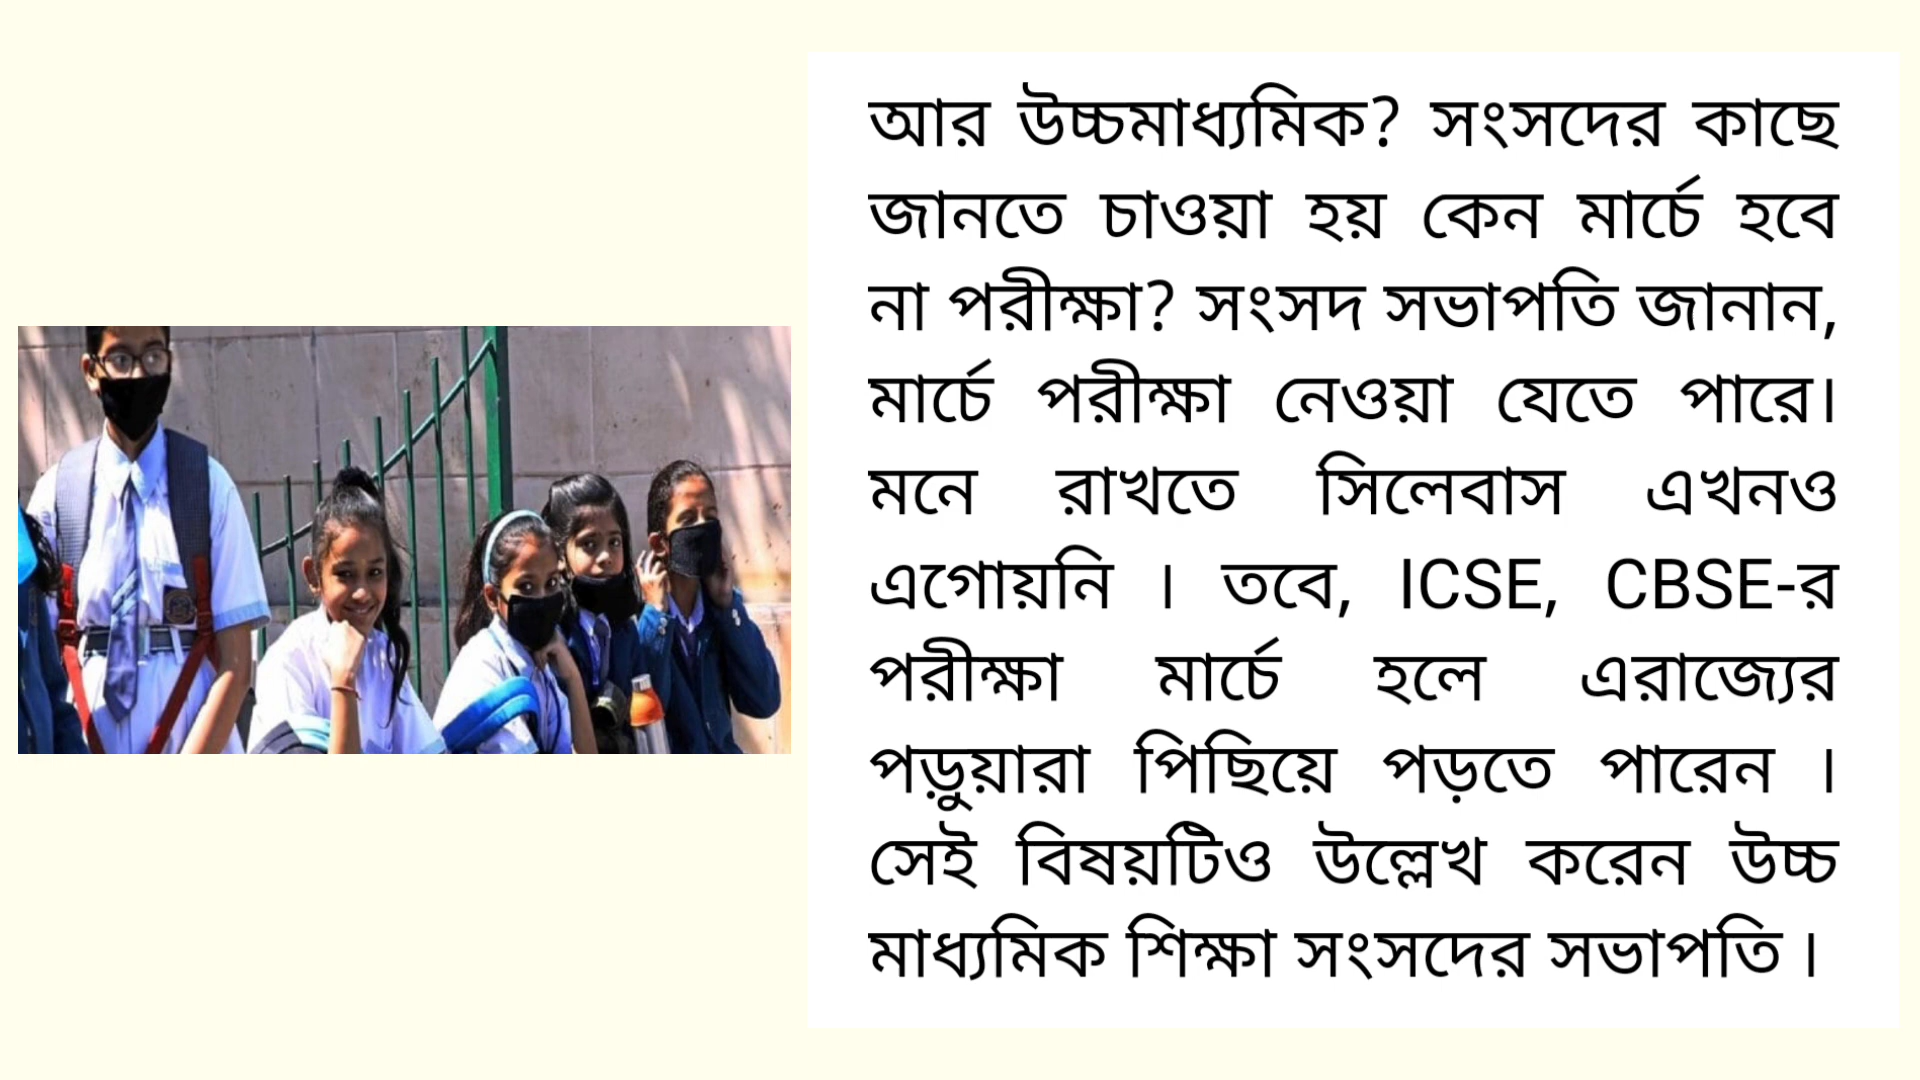 আর উচ্চমাধ্যমিক? সংসদের কাছে
জানতে চাওয়া হয় কেন মার্চে হবে
না পরীক্ষা? সংসদ সভাপতি জানান,
মার্চে পরীক্ষা নেওয়া যেতে পারে।
মনে রাখতে সিলেবাস এখনও
এগোয়নি । তবে, ICSE, CBSE-র
পরীক্ষা মার্চে হলে এরাজ্যের
পড়ুয়ারা পিছিয়ে পড়তে পারেন ।
সেই বিষয়টিও উল্লেখ করেন উচ্চ
মাধ্যমিক শিক্ষা সংসদের সভাপতি ।